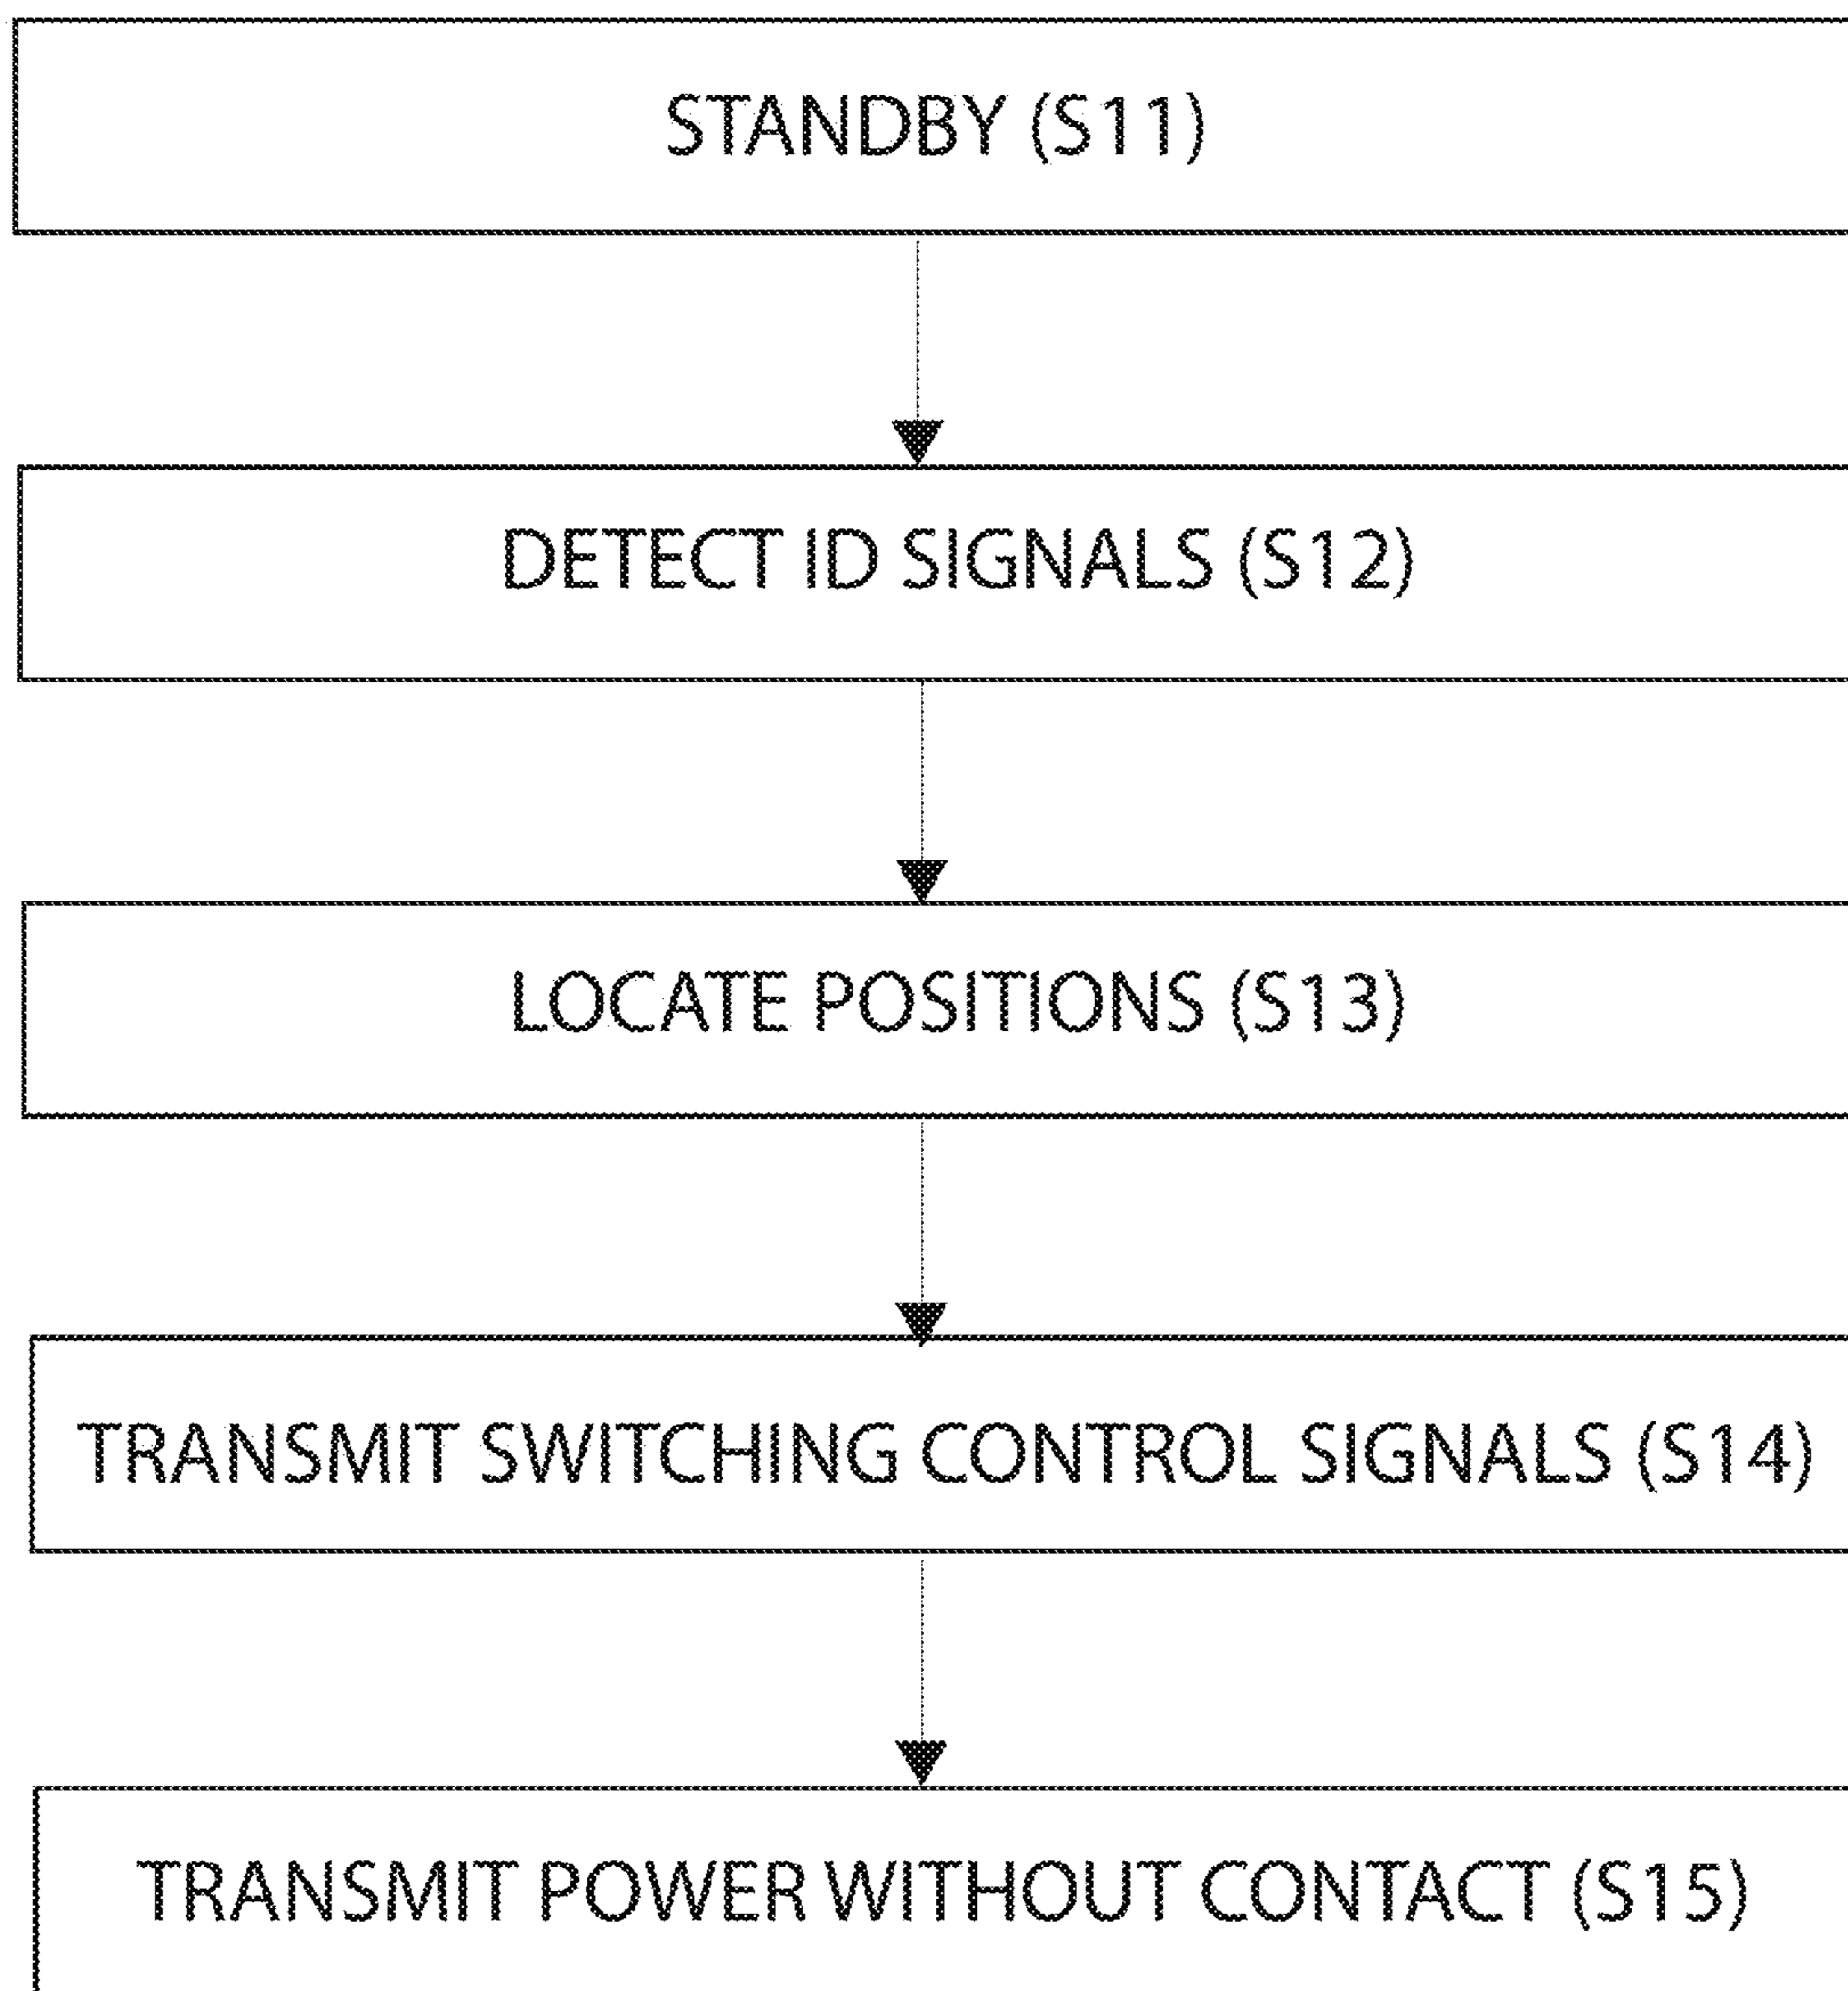 STANDBY (S11)
DETECT ID SIGNALS (S12)
LOCATE POSITIONS (S13)
TRANSMIT SWITCHING CONTROL SIGNALS (S14)
TRANSMIT POWER WITHOUT CONTACT (S15)